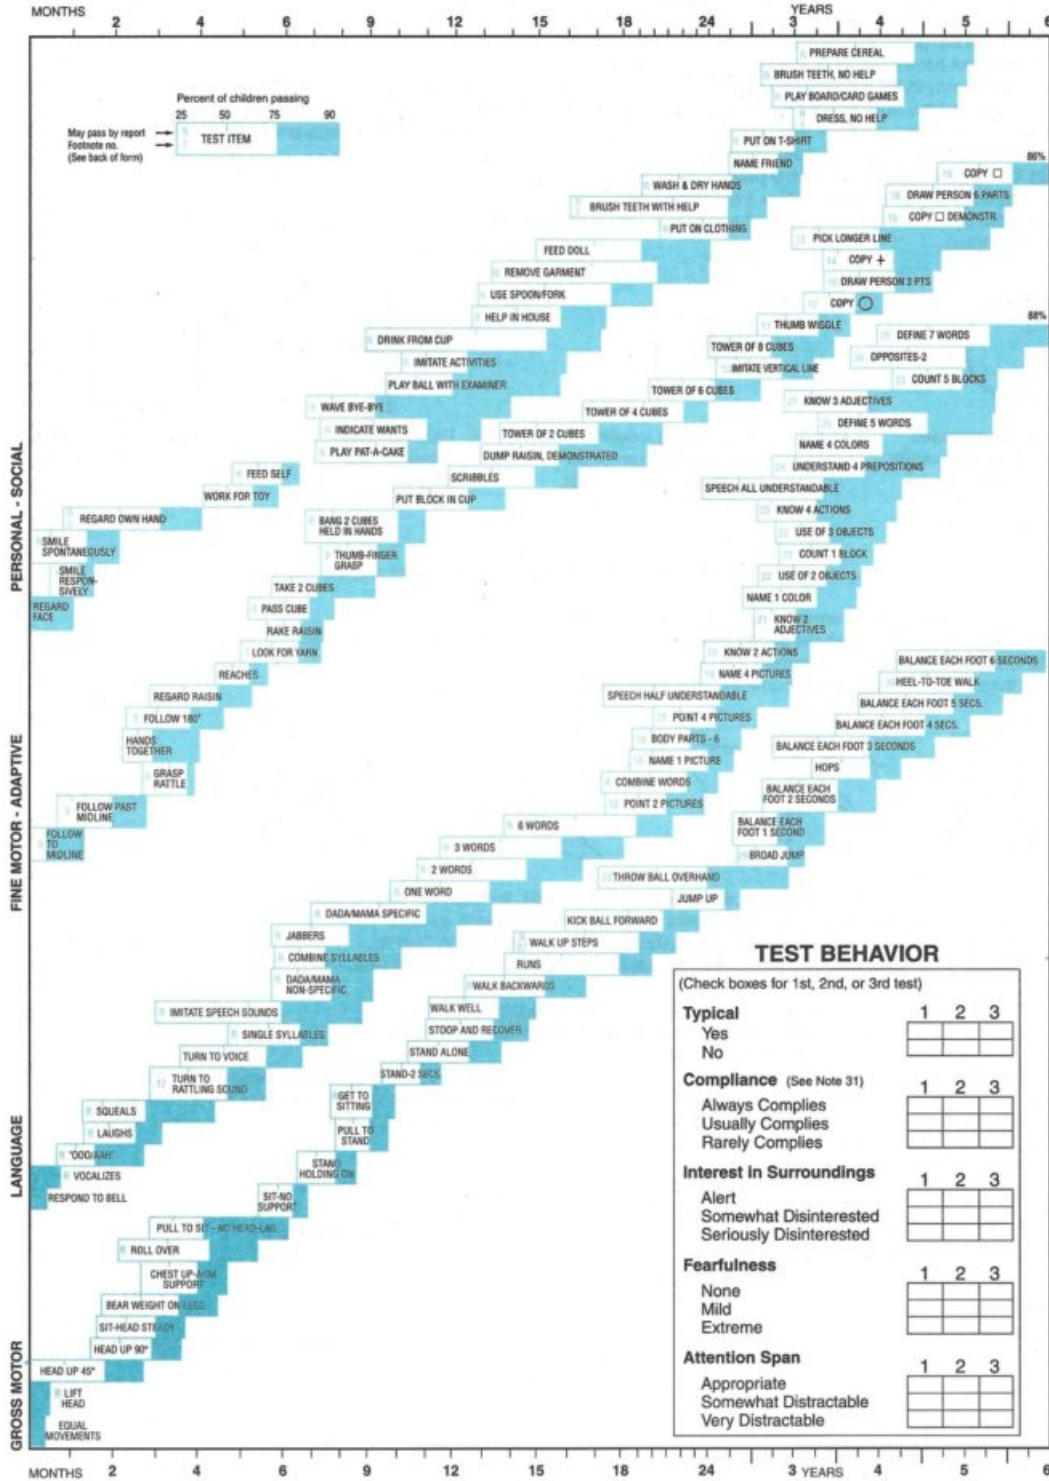 MONTHS 2 4 6 9 12 15 18 24 3 YEARS 4 5 6
Percent of children passing
25 50 75 90
May pass by report
Footnote no.
(See back of form)
TEST ITEM
PERSONAL - SOCIAL
PREPARE CEREAL
BRUSH TEETH, NO HELP
PLAY BOARD/CARD GAMES
DRESS, NO HELP
PUT ON T-SHIRT
NAME FRIEND
WASH & DRY HANDS
BRUSH TEETH WITH HELP
PUT ON CLOTHING
FEED DOLL
REMOVE GARMENT
USE SPOON/FORK
HELP IN HOUSE
DRINK FROM CUP
IMITATE ACTIVITIES
PLAY BALL WITH EXAMINER
WAVE BYE-BYE
INDICATE WANTS
PLAY PAT-A-CAKE
FEED SELF
WORK FOR TOY
REGARD OWN HAND
SMILE
SPONTANEOUSLY
SMILE
RESPON-
SIVELY
REGARD
FACE
FINE MOTOR - ADAPTIVE
86%
COPY □
DRAW PERSON 6 PARTS
COPY □ DEMONSTR.
PICK LONGER LINE
COPY +
DRAW PERSON 3 PTS
COPY ○
THUMB WIGGLE
TOWER OF 8 CUBES
IMITATE VERTICAL LINE
TOWER OF 6 CUBES
TOWER OF 4 CUBES
TOWER OF 2 CUBES
DUMP RAISIN, DEMONSTRATED
SCRIBBLES
PUT BLOCK IN CUP
BANG 2 CUBES
HELD IN HANDS
THUMB-FINGER
GRASP
TAKE 2 CUBES
PASS CUBE
RAKE RAISIN
LOOK FOR YARN
REACHES
REGARD RAISIN
FOLLOW 180°
HANDS
TOGETHER
GRASP
RATTLE
FOLLOW PAST
MIDLINE
FOLLOW
TO
MIDLINE
LANGUAGE
88%
DEFINE 7 WORDS
OPPOSITES-2
COUNT 5 BLOCKS
KNOW 3 ADJECTIVES
DEFINE 5 WORDS
NAME 4 COLORS
UNDERSTAND 4 PREPOSITIONS
SPEECH ALL UNDERSTANDABLE
KNOW 4 ACTIONS
USE OF 3 OBJECTS
COUNT 1 BLOCK
USE OF 2 OBJECTS
NAME 1 COLOR
KNOW 2
ADJECTIVES
KNOW 2 ACTIONS
NAME 4 PICTURES
SPEECH HALF UNDERSTANDABLE
POINT 4 PICTURES
BODY PARTS - 6
NAME 1 PICTURE
COMBINE WORDS
POINT 2 PICTURES
6 WORDS
3 WORDS
2 WORDS
ONE WORD
DADA/MAMA SPECIFIC
JABBERS
COMBINE SYLLABLES
DADA/MAMA
NON-SPECIFIC
IMITATE SPEECH SOUNDS
SINGLE SYLLABLES
TURN TO VOICE
TURN TO
RATTLING SOUND
SQUEALS
LAUGHS
"OOO/AAH"
VOCALIZES
RESPOND TO BELL
GROSS MOTOR
BALANCE EACH FOOT 6 SECONDS
HEEL-TO-TOE WALK
BALANCE EACH FOOT 5 SECS.
BALANCE EACH FOOT 4 SECS.
BALANCE EACH FOOT 3 SECONDS
HOPS
BALANCE EACH
FOOT 2 SECONDS
BALANCE EACH
FOOT 1 SECOND
BROAD JUMP
THROW BALL OVERHAND
JUMP UP
KICK BALL FORWARD
WALK UP STEPS
RUNS
WALK BACKWARDS
WALK WELL
STOOP AND RECOVER
STAND ALONE
STAND-2 SECS.
GET TO
SITTING
PULL TO
STAND
STAND
HOLDING ON
SIT-NO
SUPPORT
PULL TO SIT - NO HEAD-LAG
ROLL OVER
CHEST UP-ARM
SUPPORT
BEAR WEIGHT ON LEGS
SIT-HEAD STEADY
HEAD UP 90°
HEAD UP 45°
LIFT
HEAD
EQUAL
MOVEMENTS
TEST BEHAVIOR
(Check boxes for 1st, 2nd, or 3rd test)
Typical 1 2 3
Yes
No
Compliance (See Note 31) 1 2 3
Always Complies
Usually Complies
Rarely Complies
Interest in Surroundings 1 2 3
Alert
Somewhat Disinterested
Seriously Disinterested
Fearfulness 1 2 3
None
Mild
Extreme
Attention Span 1 2 3
Appropriate
Somewhat Distractable
Very Distractable
MONTHS 2 4 6 9 12 15 18 24 3 YEARS 4 5 6